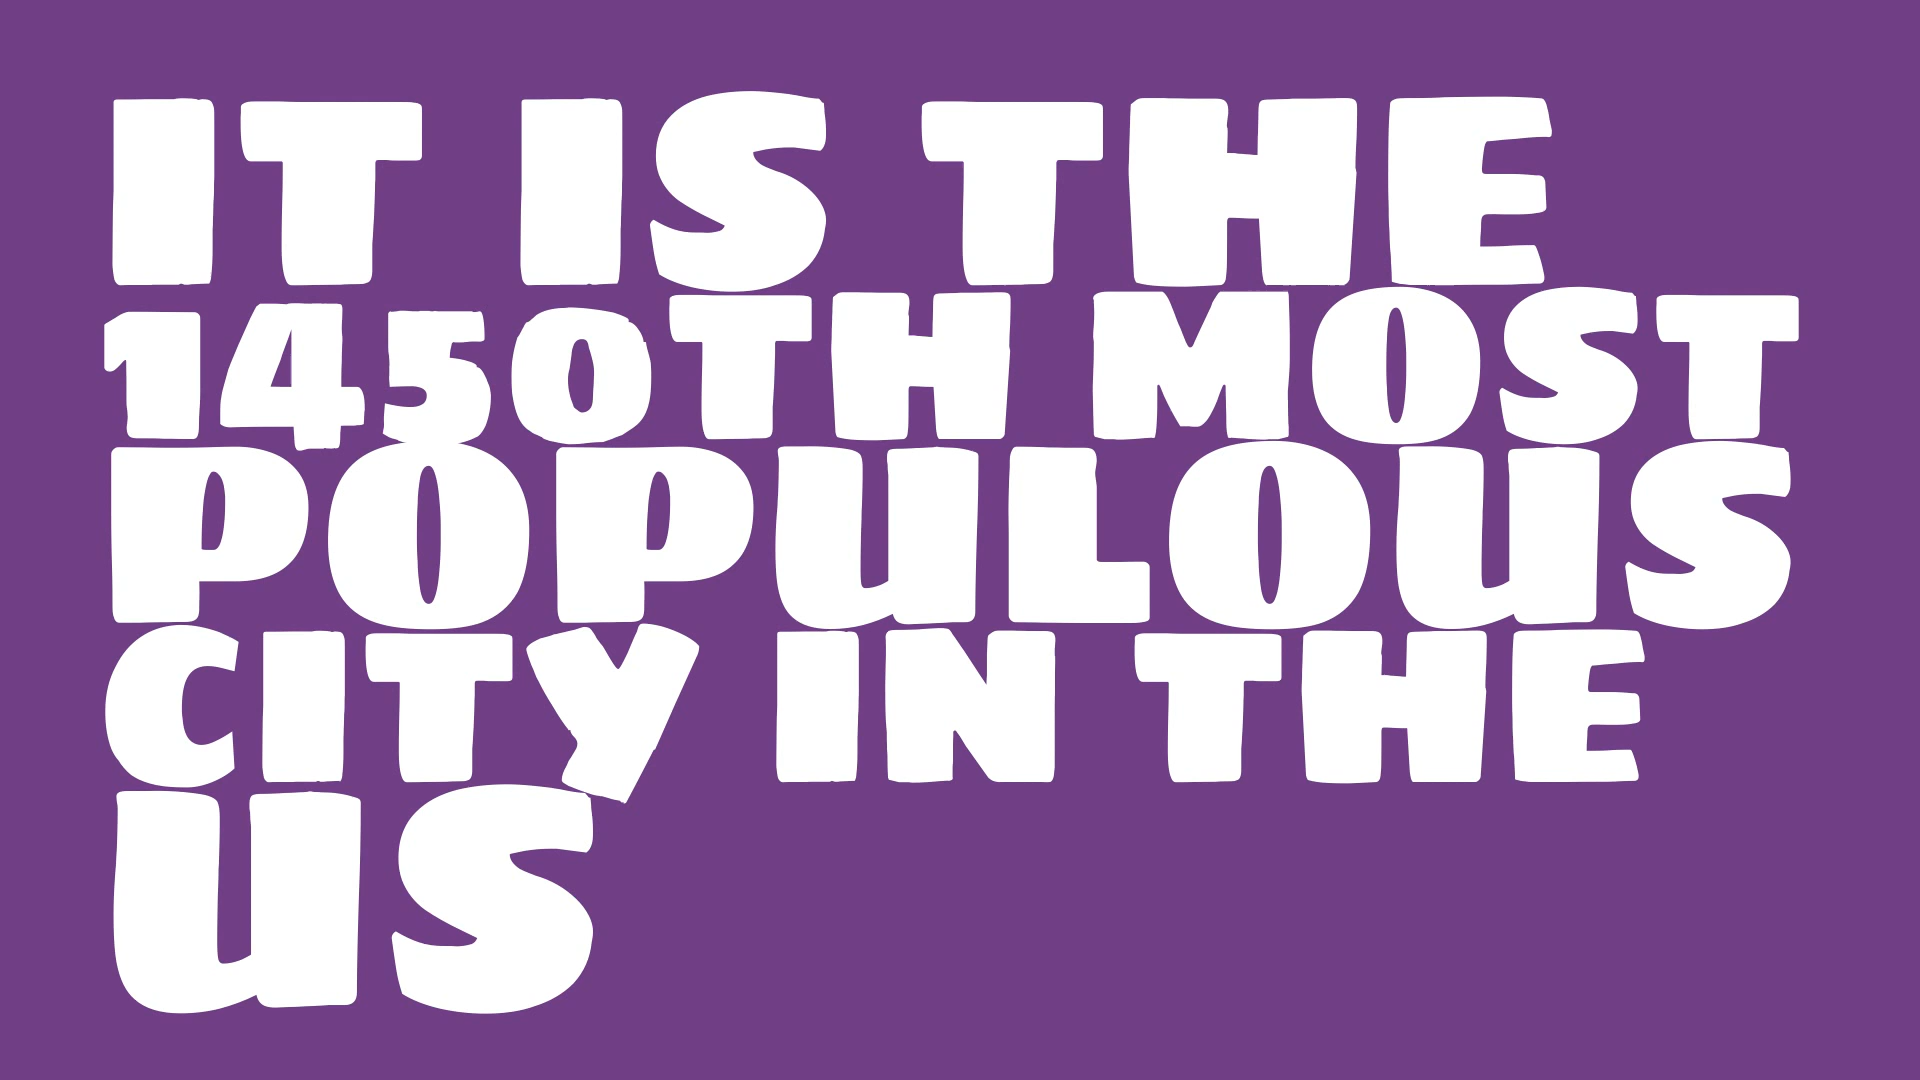 IT IS THE
1450TH MOST
POPULOUS
CITY IN THE
US